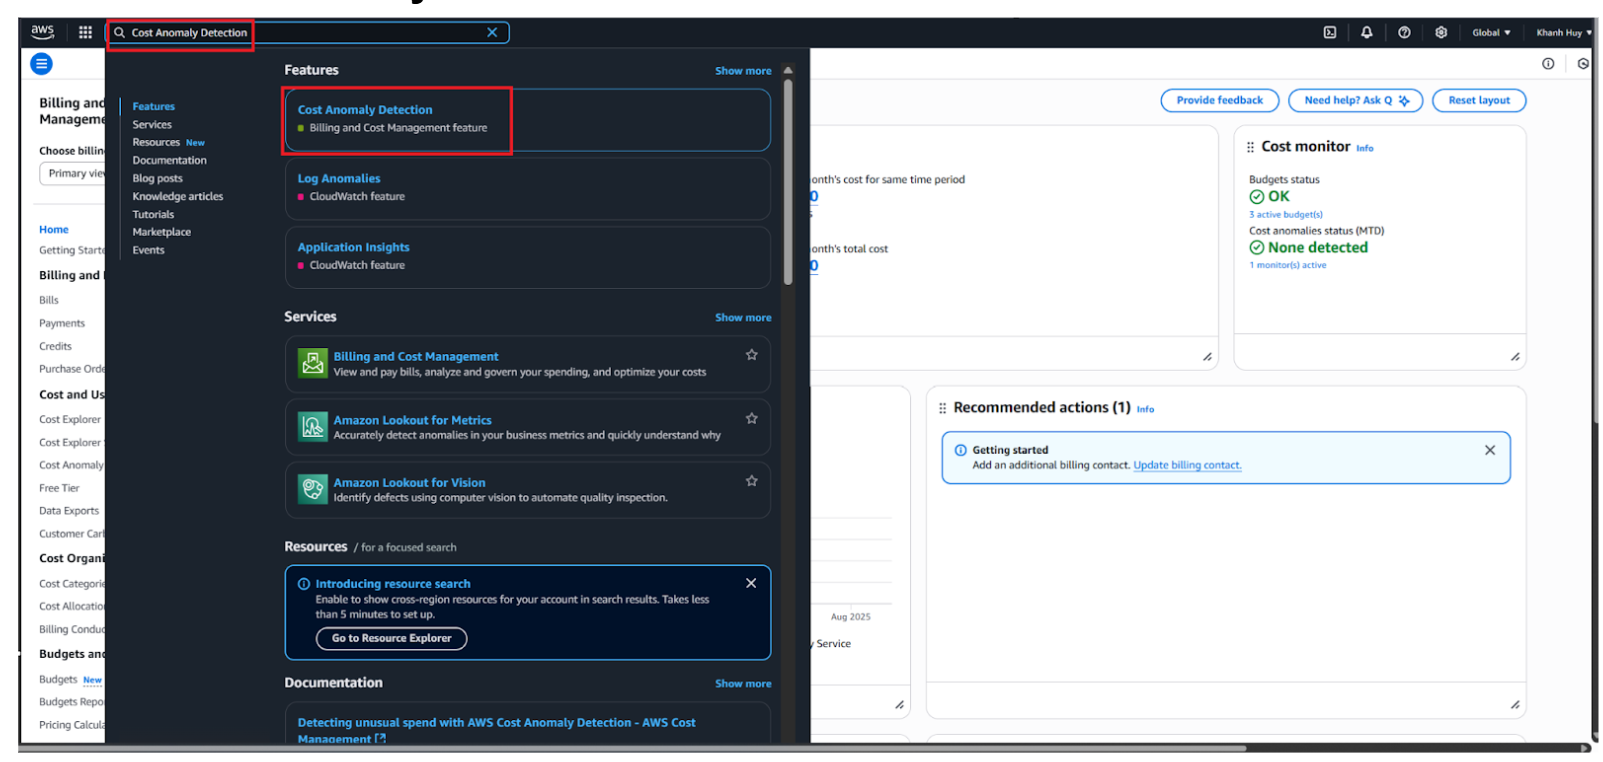 aws
Cost Anomaly Detection
Global
Khanh Huy
Billing and
Manageme
Choose billin
Primary vie
Home
Getting Starte
Billing and
Bills
Payments
Credits
Purchase Orde
Cost and Us
Cost Explorer
Cost Explorer
Cost Anomaly
Free Tier
Data Exports
Customer Car
Cost Organi
Cost Categorie
Cost Allocatio
Billing Conduc
Budgets and
Budgets New
Budgets Repo
Pricing Calcula
Features
Services
Resources New
Documentation
Blog posts
Knowledge articles
Tutorials
Marketplace
Events
Features
Show more
Cost Anomaly Detection
Billing and Cost Management feature
Log Anomalies
CloudWatch feature
Application Insights
CloudWatch feature
Services
Show more
Billing and Cost Management
View and pay bills, analyze and govern your spending, and optimize your costs
Amazon Lookout for Metrics
Accurately detect anomalies in your business metrics and quickly understand why
Amazon Lookout for Vision
Identify defects using computer vision to automate quality inspection.
Resources / for a focused search
Introducing resource search
Enable to show cross-region resources for your account in search results. Takes less
than 5 minutes to set up.
Go to Resource Explorer
Documentation
Show more
Detecting unusual spend with AWS Cost Anomaly Detection - AWS Cost
Management
Provide feedback
Need help? Ask Q
Reset layout
onth's cost for same time period
0
onth's total cost
0
Cost monitor Info
Budgets status
OK
3 active budget(s)
Cost anomalies status (MTD)
None detected
1 monitor(s) active
Aug 2025
Service
Recommended actions (1) Info
Getting started
Add an additional billing contact. Update billing contact.